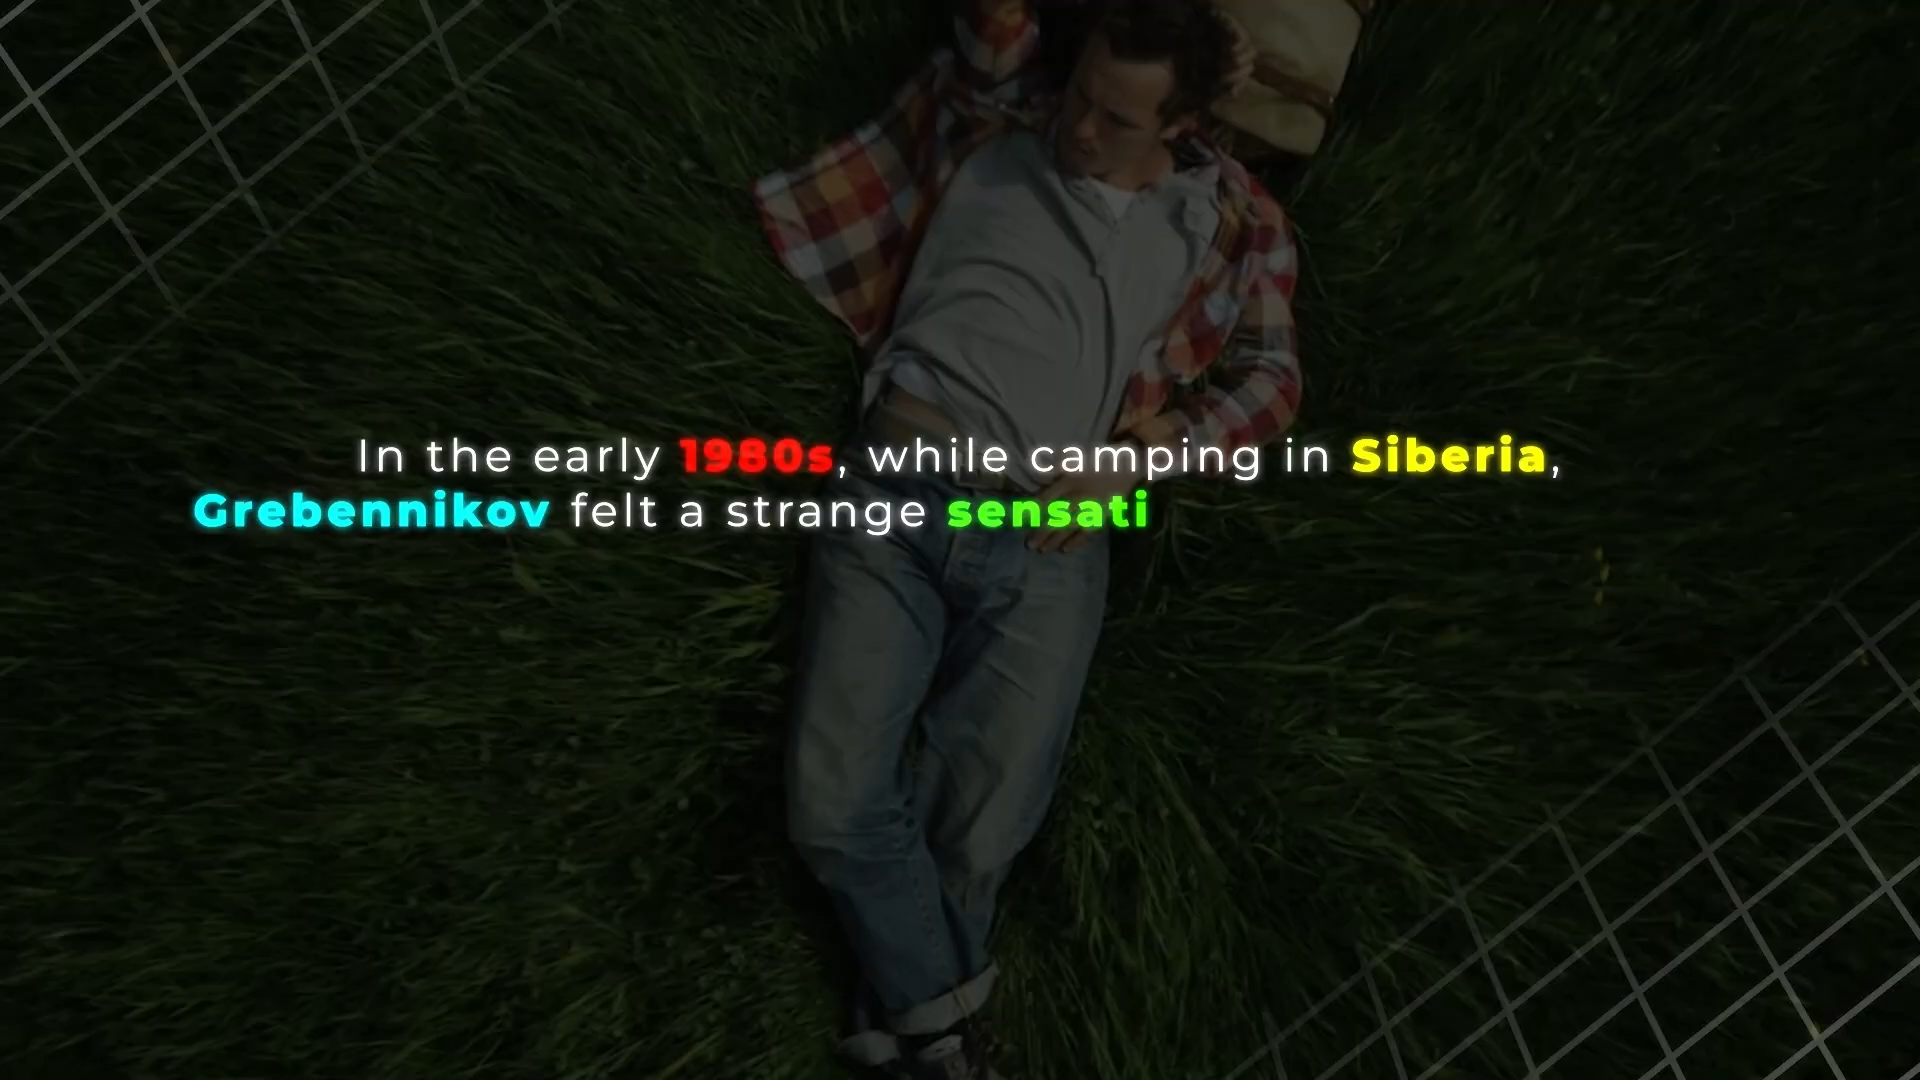 In the early 1980s, while camping in Siberia,
Grebennikov felt a strange sensati